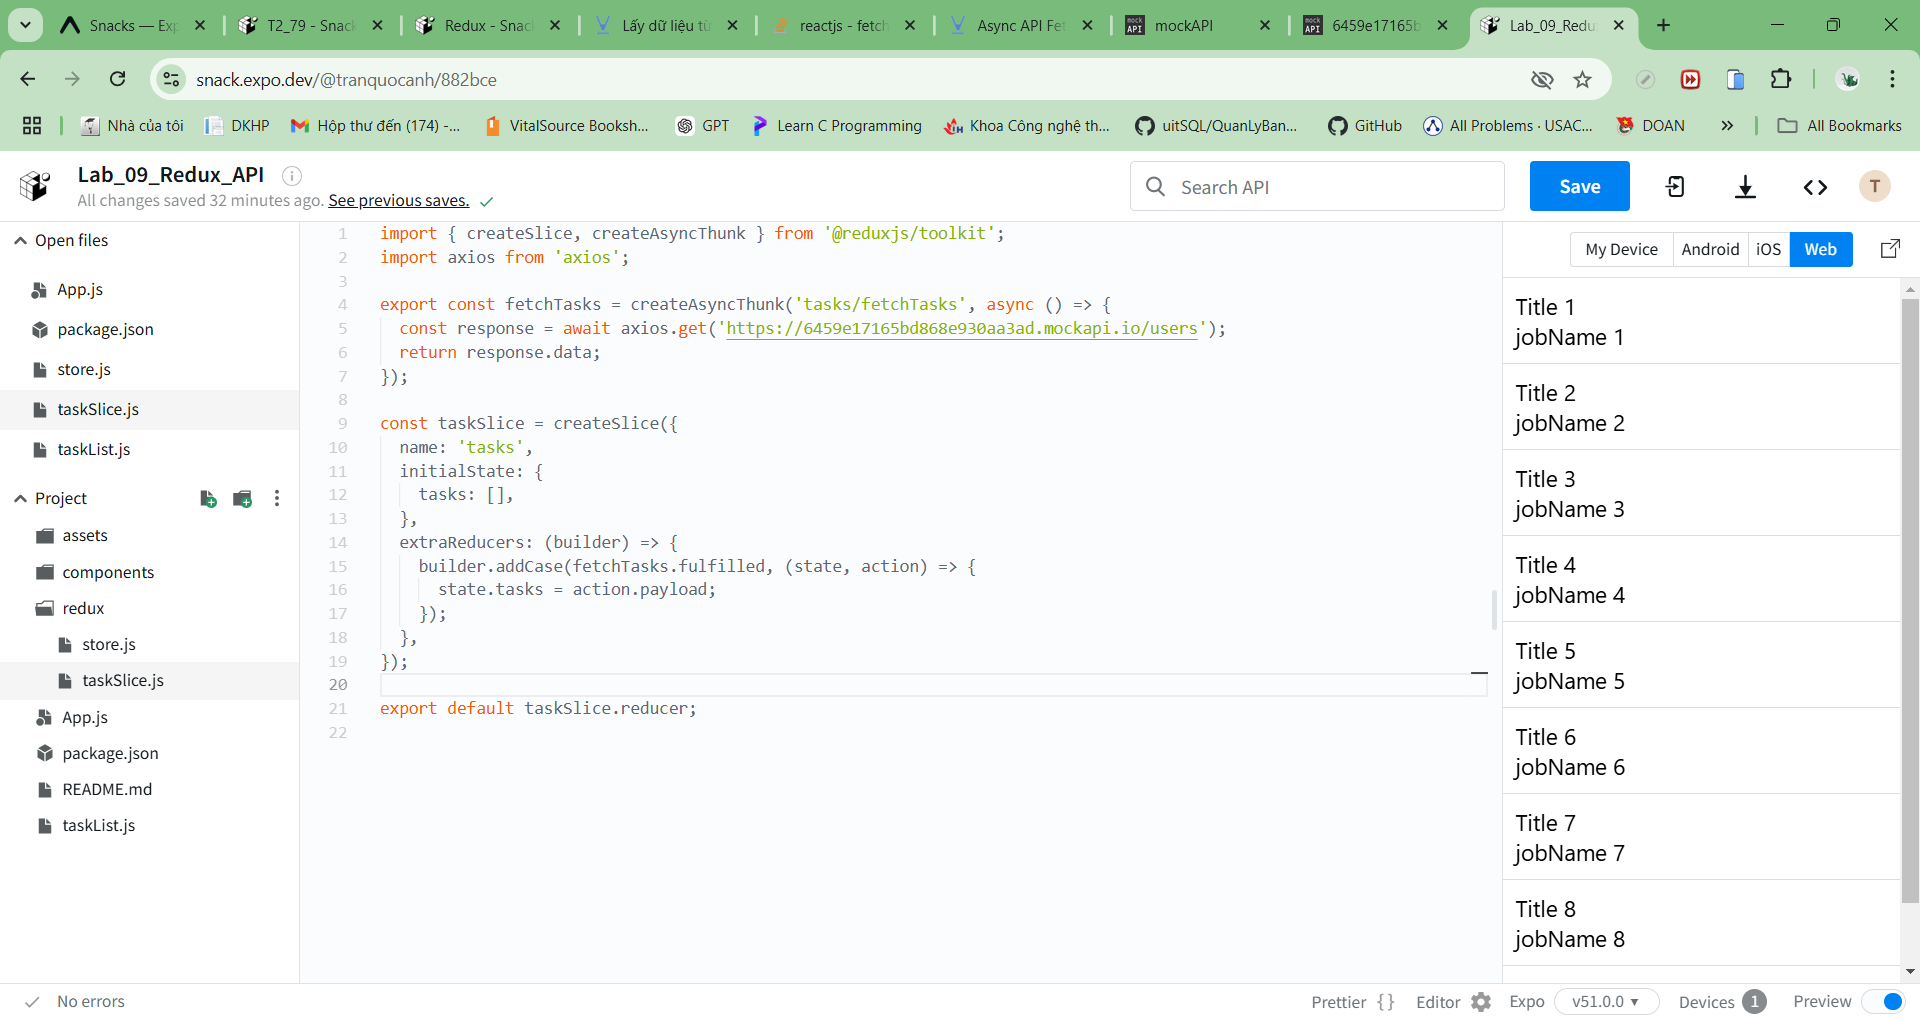 Snacks — Exp
T2_79 - Snack
Redux - Snac
Lấy dữ liệu từ
reactjs - fetch
Async API Fet
mockAPI
6459e17165b
Lab_09_Redu
snack.expo.dev/@tranquocanh/882bce
Nhà của tôi
DKHP
Hộp thư đến (174) -...
VitalSource Booksh...
GPT
Learn C Programming
Khoa Công nghệ th...
uitSQL/QuanLyBan...
GitHub
All Problems · USAC...
DOAN
All Bookmarks
Lab_09_Redux_API
All changes saved 32 minutes ago. See previous saves.
Search API
Save
T
Open files
App.js
package.json
store.js
taskSlice.js
taskList.js
Project
assets
components
redux
store.js
taskSlice.js
App.js
package.json
README.md
taskList.js
1 import { createSlice, createAsyncThunk } from '@reduxjs/toolkit';
2 import axios from 'axios';
3
4 export const fetchTasks = createAsyncThunk('tasks/fetchTasks', async () => {
5 const response = await axios.get('https://6459e17165bd868e930aa3ad.mockapi.io/users');
6 return response.data;
7 });
8
9 const taskSlice = createSlice({
10 name: 'tasks',
11 initialState: {
12 tasks: [],
13 },
14 extraReducers: (builder) => {
15 builder.addCase(fetchTasks.fulfilled, (state, action) => {
16 state.tasks = action.payload;
17 });
18 },
19 });
20
21 export default taskSlice.reducer;
22
My Device
Android
iOS
Web
Title 1
jobName 1
Title 2
jobName 2
Title 3
jobName 3
Title 4
jobName 4
Title 5
jobName 5
Title 6
jobName 6
Title 7
jobName 7
Title 8
jobName 8
No errors
Prettier { }
Editor
Expo
v51.0.0
Devices 1
Preview